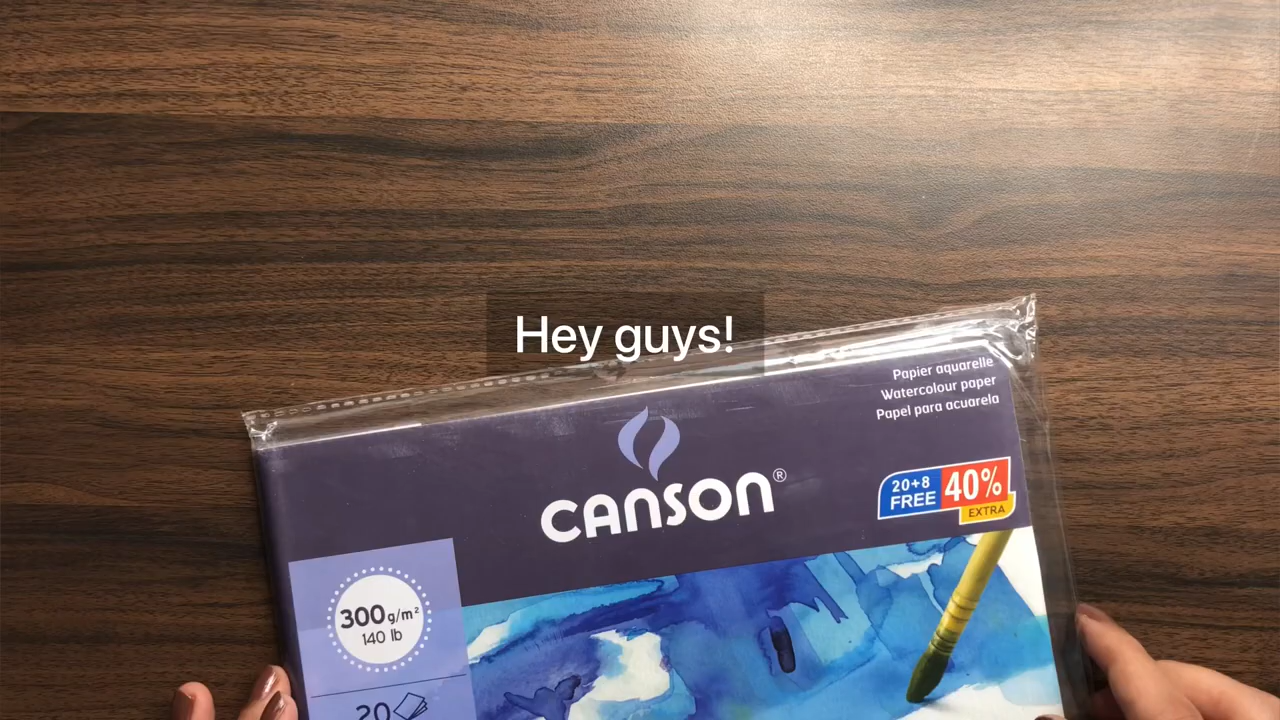 Hey guys!
Papier aquarelle
Watercolour paper
Papel para acuarela
CANSON®
20+8
FREE
40%
EXTRA
300g/m²
140 lb
20